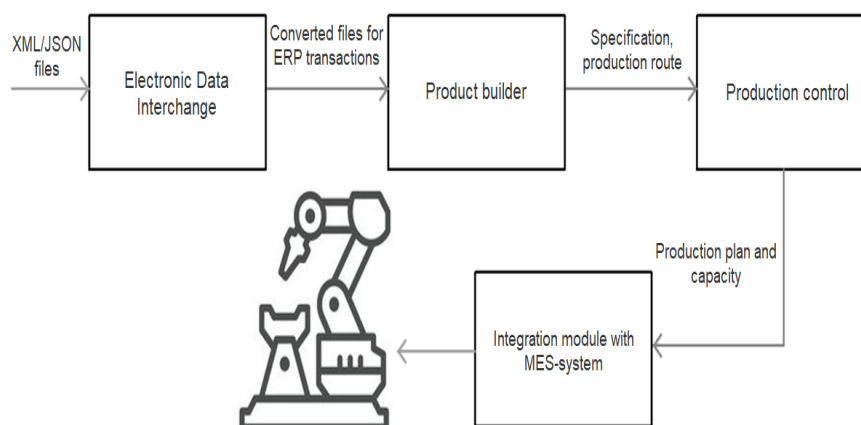 XML/JSON
files
Electronic Data
Interchange
Converted files for
ERP transactions
Product builder
Specification,
production route
Production control
Production plan and
capacity
Integration module with
MES-system